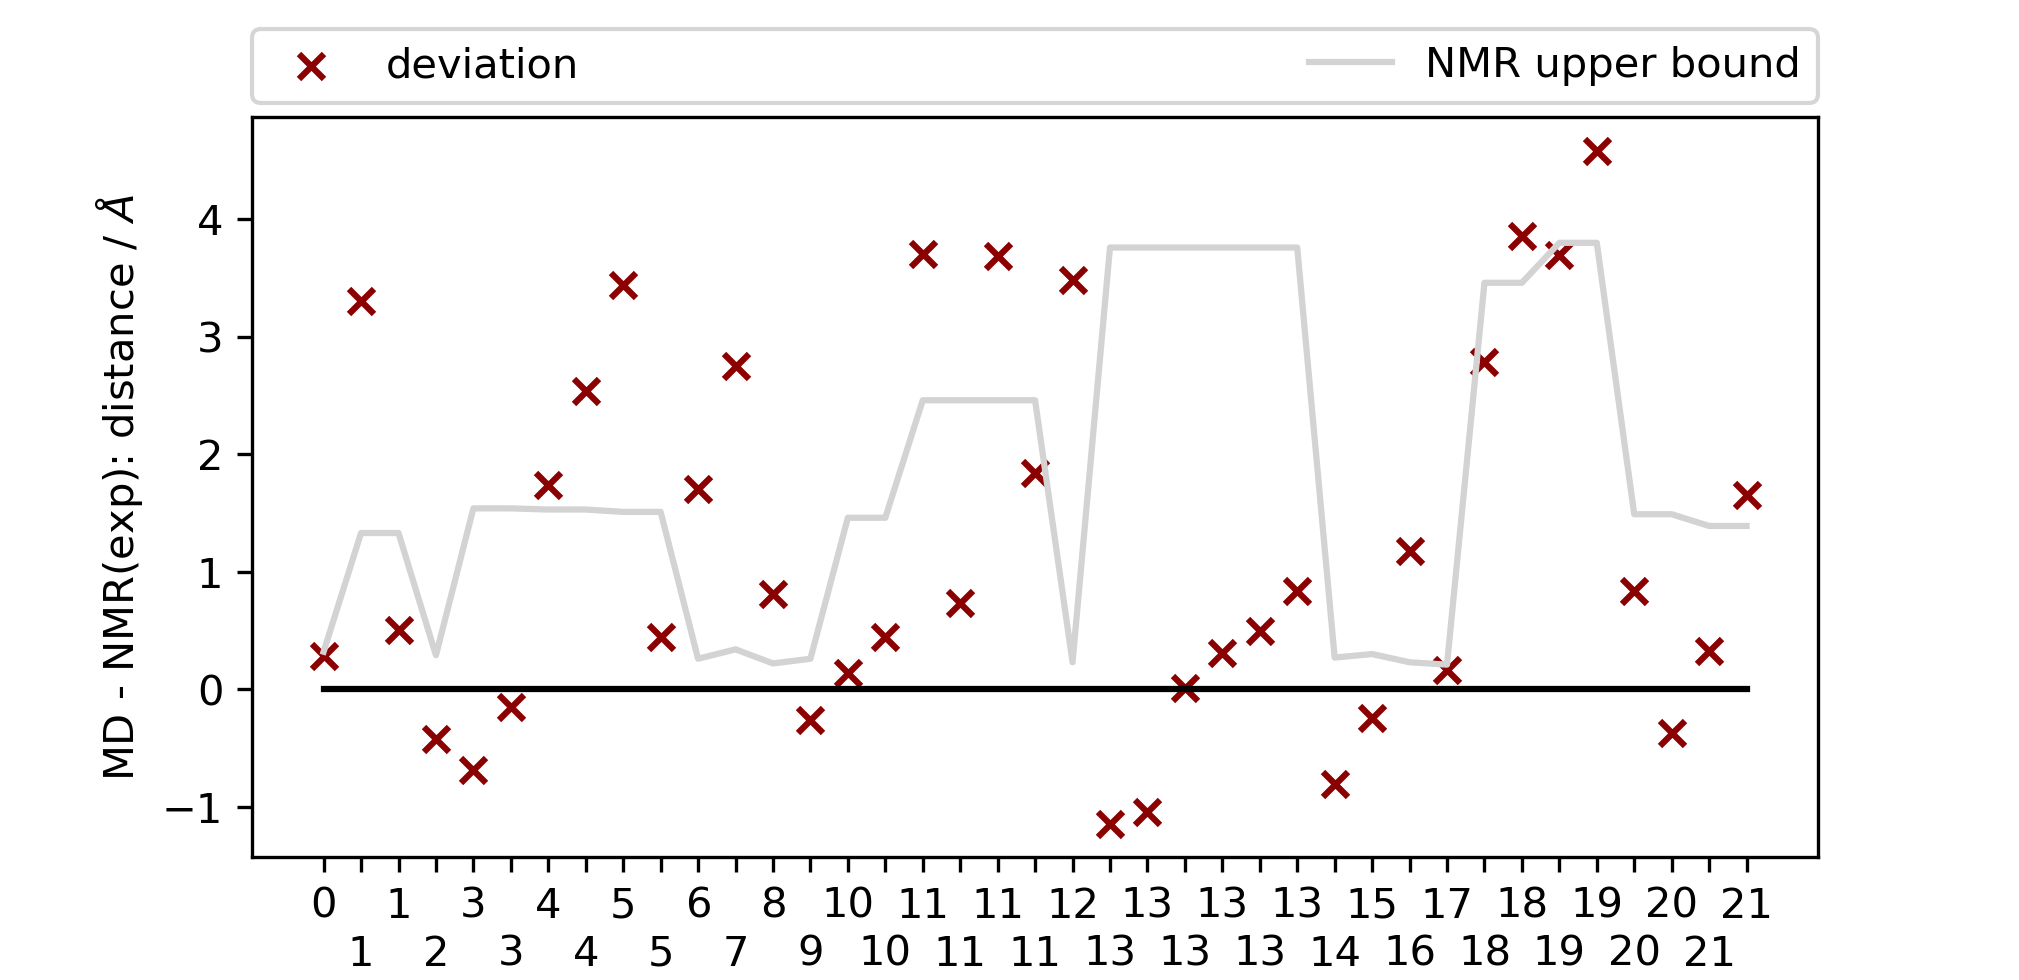 deviation NMR upper bound
MD - NMR(exp): distance / Å
4
3
2
1
0
−1
0 1 3 4 5 6 8 10 11 11 12 13 13 13 15 17 18 19 20 21
1 2 3 4 5 7 9 10 11 11 13 13 13 14 16 18 19 20 21